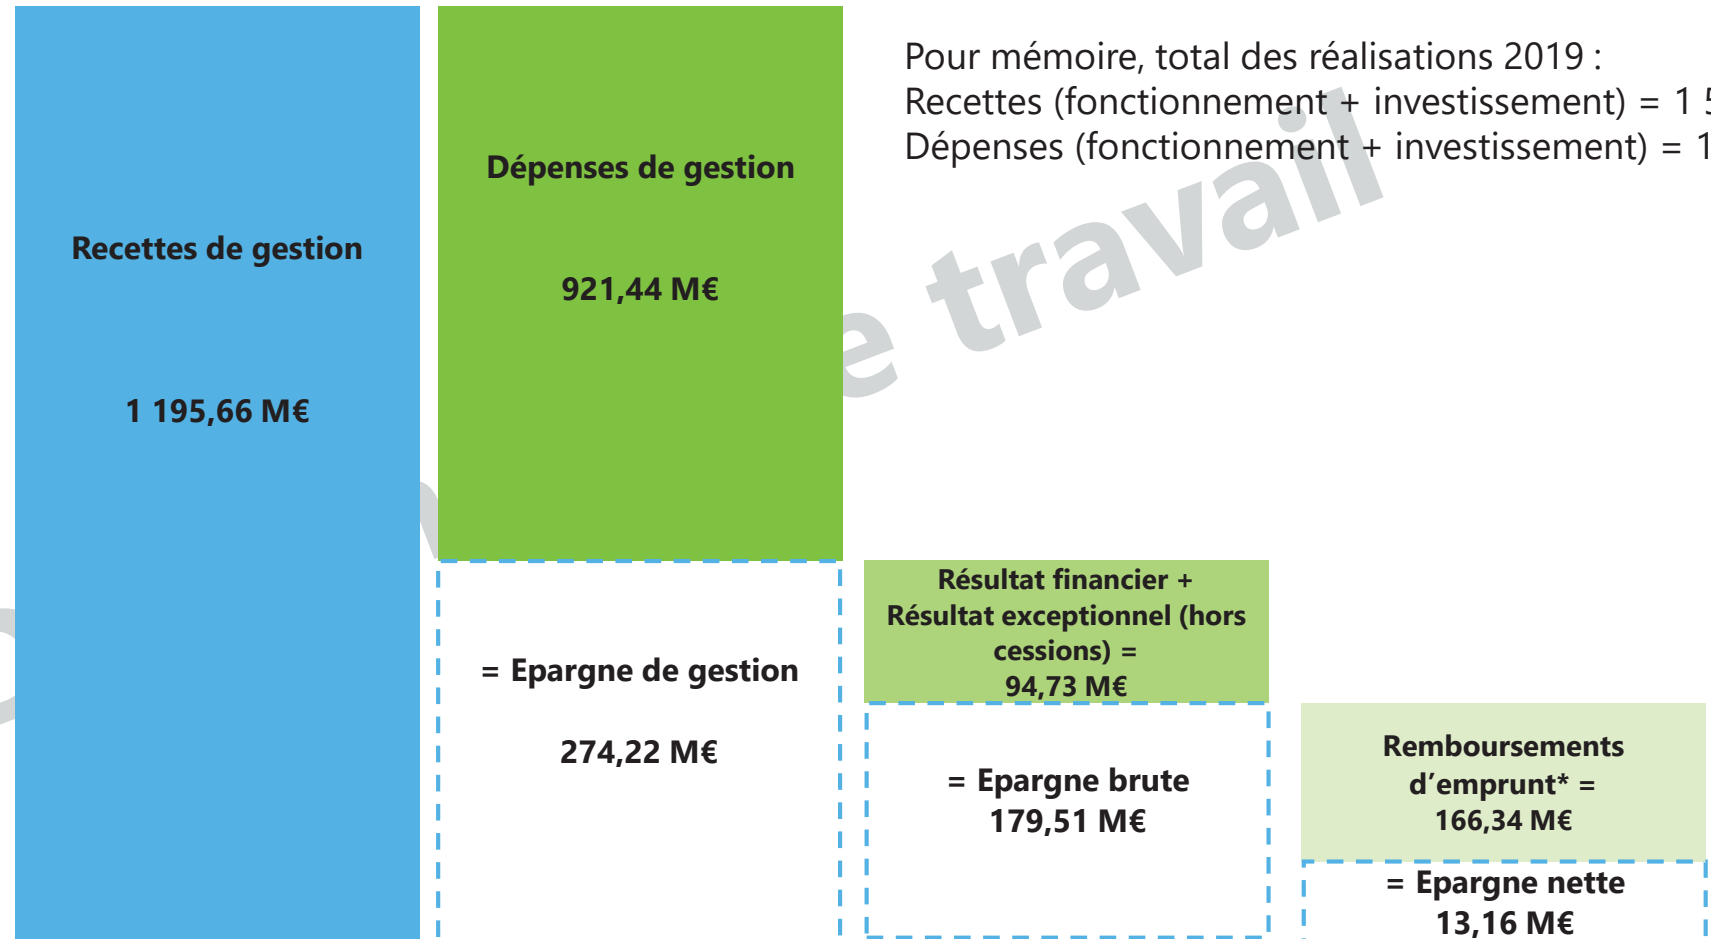 Pour mémoire, total des réalisations 2019 :
Recettes (fonctionnement + investissement) = 1
Dépenses (fonctionnement + investissement) = 1
Recettes de gestion
1 195,66 M€
Dépenses de gestion
921,44 M€
= Epargne de gestion
274,22 M€
Résultat financier +
Résultat exceptionnel (hors
cessions) =
94,73 M€
= Epargne brute
179,51 M€
Remboursements
d'emprunt* =
166,34 M€
= Epargne nette
13,16 M€
travail